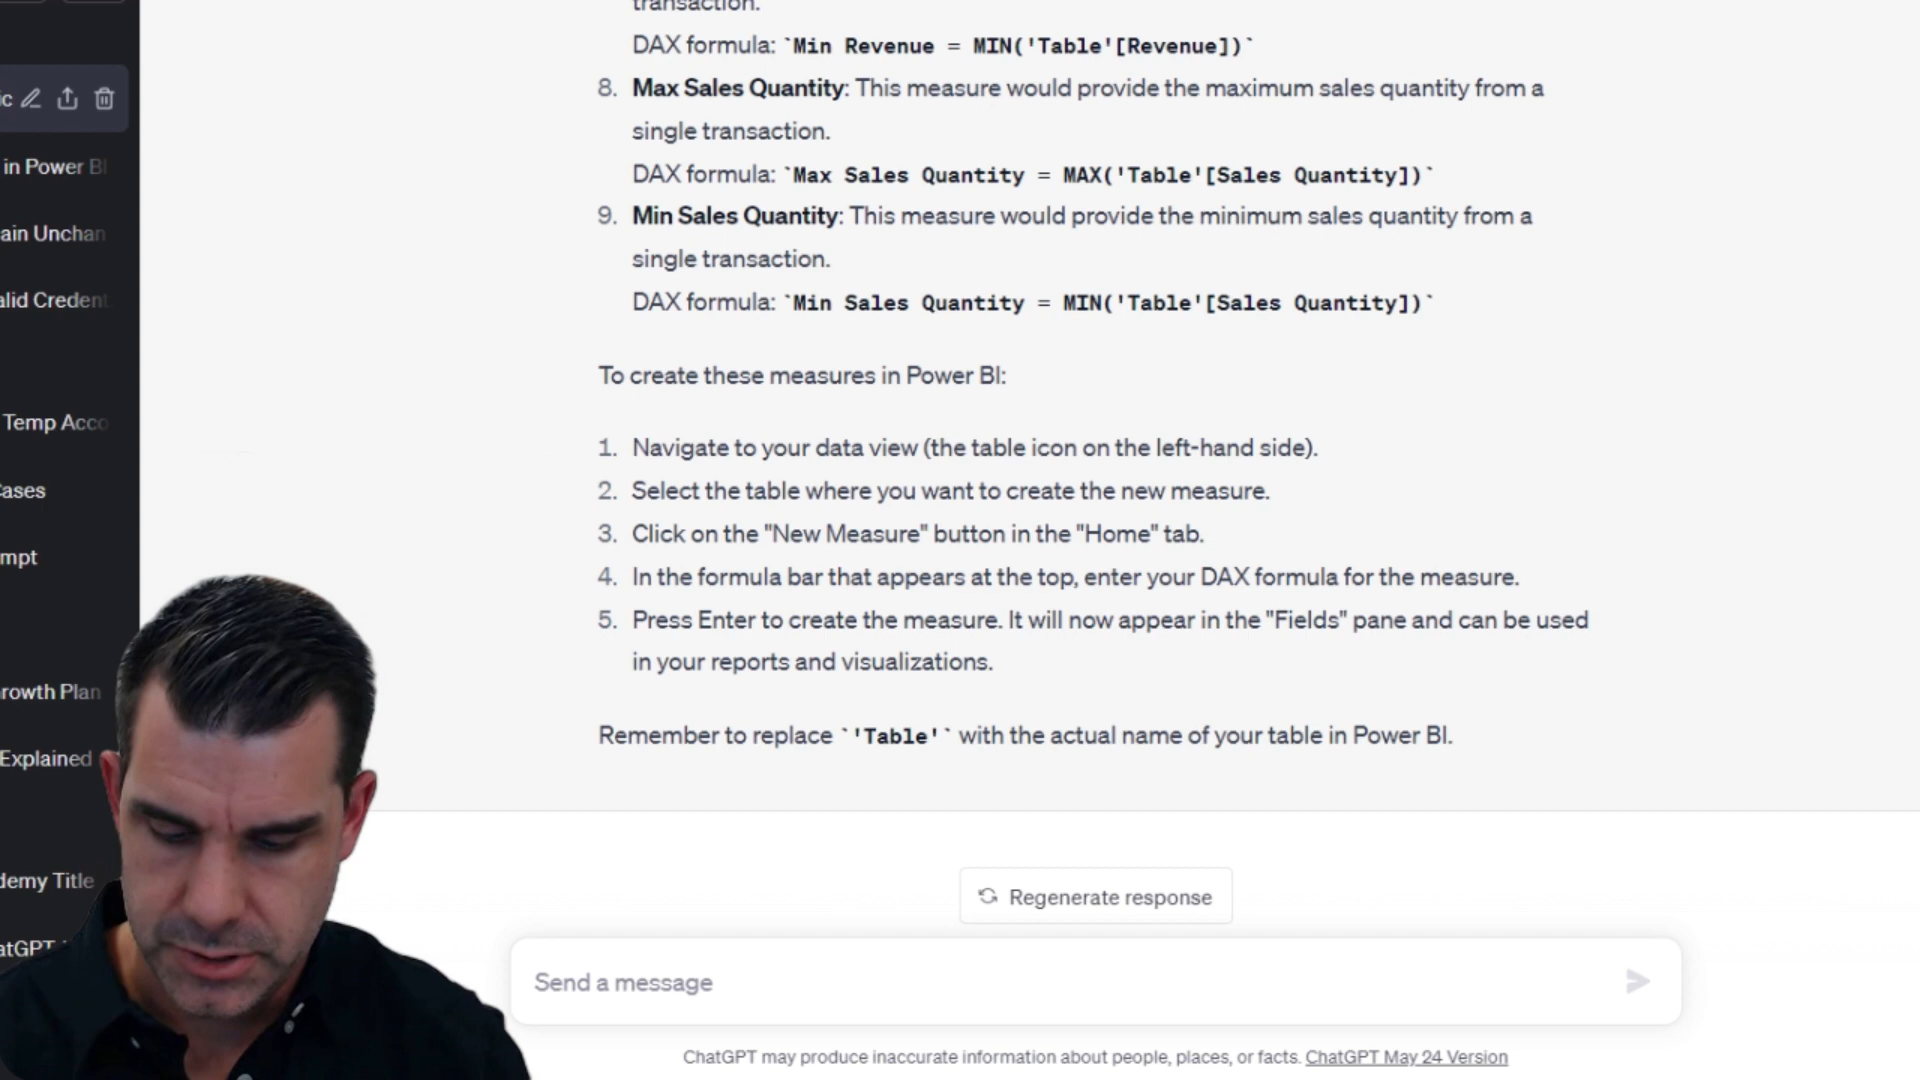 transaction.
DAX formula: `Min Revenue = MIN('Table'[Revenue])`
8. Max Sales Quantity: This measure would provide the maximum sales quantity from a
single transaction.
DAX formula: `Max Sales Quantity = MAX('Table'[Sales Quantity])`
9. Min Sales Quantity: This measure would provide the minimum sales quantity from a
single transaction.
DAX formula: `Min Sales Quantity = MIN('Table'[Sales Quantity])`
To create these measures in Power BI:
1. Navigate to your data view (the table icon on the left-hand side).
2. Select the table where you want to create the new measure.
3. Click on the "New Measure" button in the "Home" tab.
4. In the formula bar that appears at the top, enter your DAX formula for the measure.
5. Press Enter to create the measure. It will now appear in the "Fields" pane and can be used
in your reports and visualizations.
Remember to replace `'Table'` with the actual name of your table in Power BI.
Regenerate response
Send a message
ChatGPT may produce inaccurate information about people, places, or facts. ChatGPT May 24 Version
ic
in Power BI
ain Unchan
alid Credent
Temp Acco
Cases
mpt
rowth Plan
Explained
demy Title
atGPT